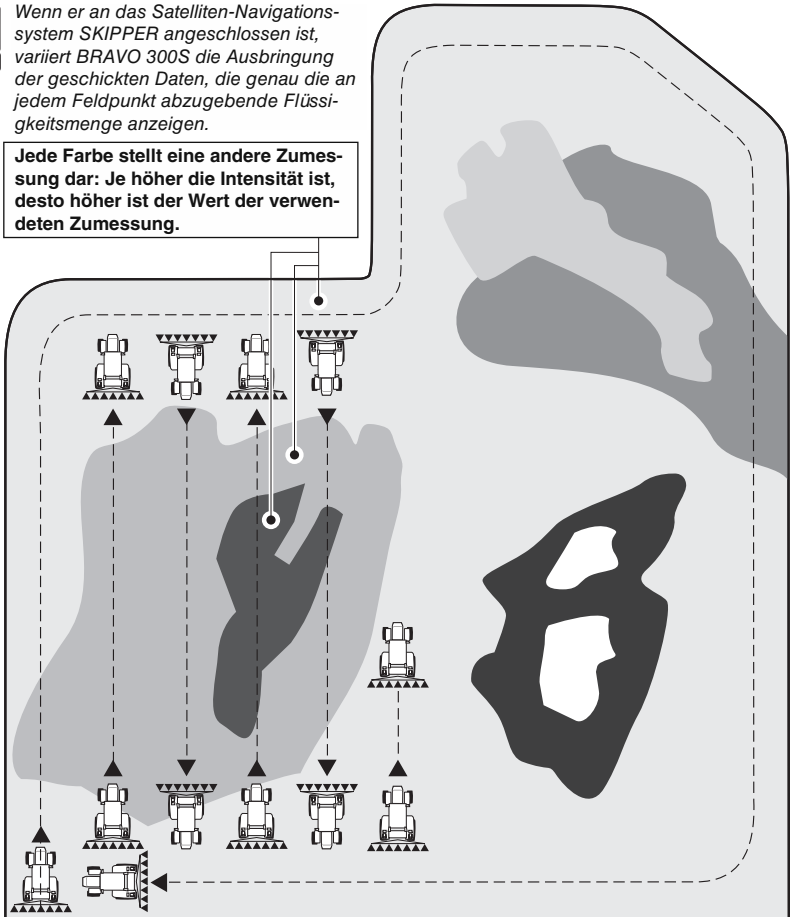 Wenn er an das Satelliten-Navigations-
system SKIPPER angeschlossen ist,
variiert BRAVO 300S die Ausbringung
der geschickten Daten, die genau die an
jedem Feldpunkt abzugebende Flüssi-
gkeitsmenge anzeigen.
Jede Farbe stellt eine andere Zumes-
sung dar: Je höher die Intensität ist,
desto höher ist der Wert der verwen-
deten Zumessung.